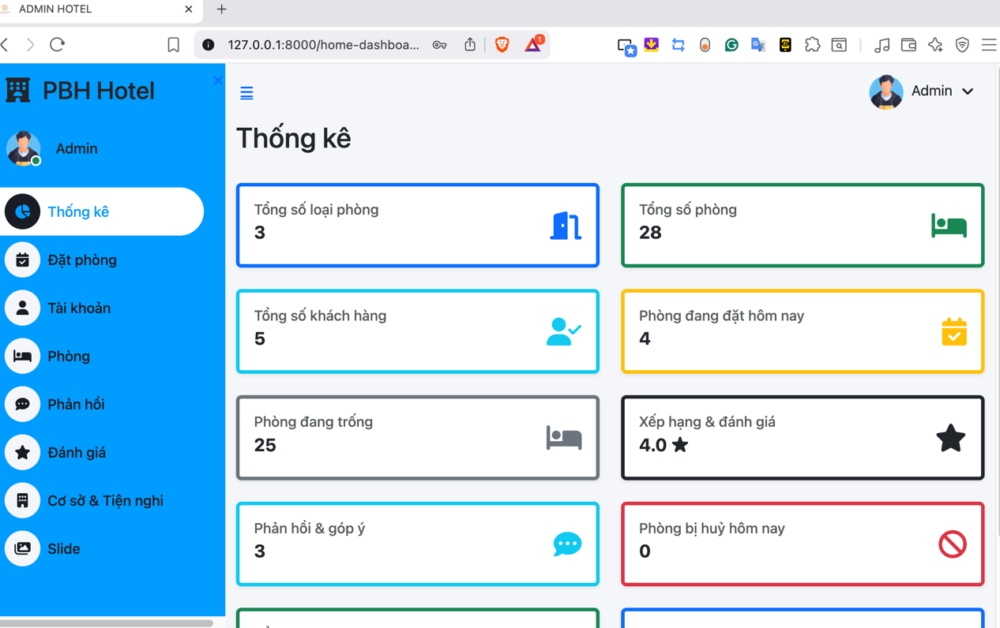 ADMIN HOTEL
127.0.0.1:8000/home-dashboa...
1
PBH Hotel
Admin
Admin
Thống kê
Đặt phòng
Tài khoản
Phòng
Phản hồi
Đánh giá
Cơ sở & Tiện nghi
Slide
Thống kê
Tổng số loại phòng
3
Tổng số phòng
28
Tổng số khách hàng
5
Phòng đang đặt hôm nay
4
Phòng đang trống
25
Xếp hạng & đánh giá
4.0 ★
Phản hồi & góp ý
3
Phòng bị huỷ hôm nay
0